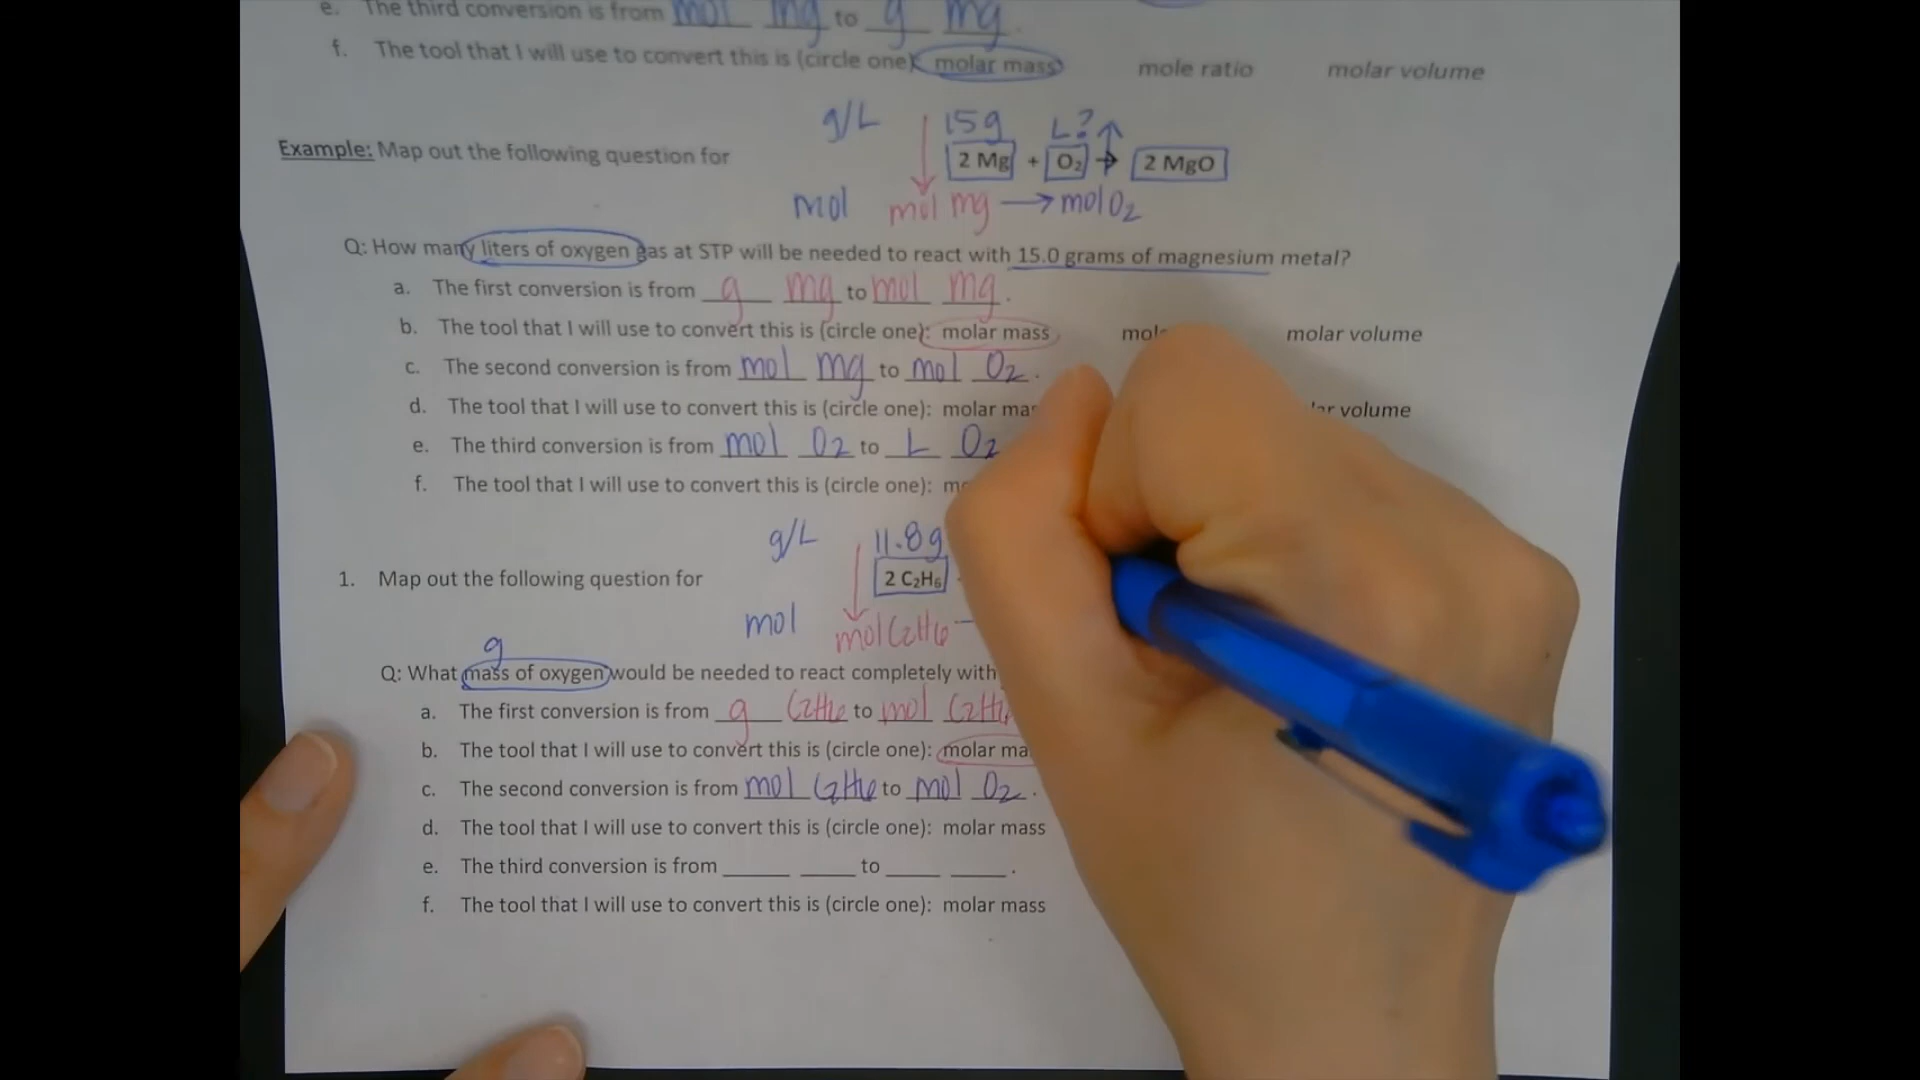 e. The third conversion is from mol mg to g mg.
f. The tool that I will use to convert this is (circle one): molar mass mole ratio molar volume
g/L 15g L?
Example: Map out the following question for 2 Mg + O₂ → 2 MgO
mol mol mg → mol O₂
Q: How many liters of oxygen gas at STP will be needed to react with 15.0 grams of magnesium metal?
a. The first conversion is from g mg to mol mg.
b. The tool that I will use to convert this is (circle one): molar mass molar volume
c. The second conversion is from mol mg to mol O₂.
d. The tool that I will use to convert this is (circle one): molar volume
e. The third conversion is from mol O₂ to L O₂
f. The tool that I will use to convert this is (circle one):
g/L 11.8g
1. Map out the following question for 2 C₂H₆
mol mol C₂H₆
g
Q: What mass of oxygen would be needed to react completely with
a. The first conversion is from g C₂H₆ to mol C₂H₆
b. The tool that I will use to convert this is (circle one): molar
c. The second conversion is from mol C₂H₆ to mol O₂.
d. The tool that I will use to convert this is (circle one): molar mass
e. The third conversion is from ______ _____ to _____ _____.
f. The tool that I will use to convert this is (circle one): molar mass